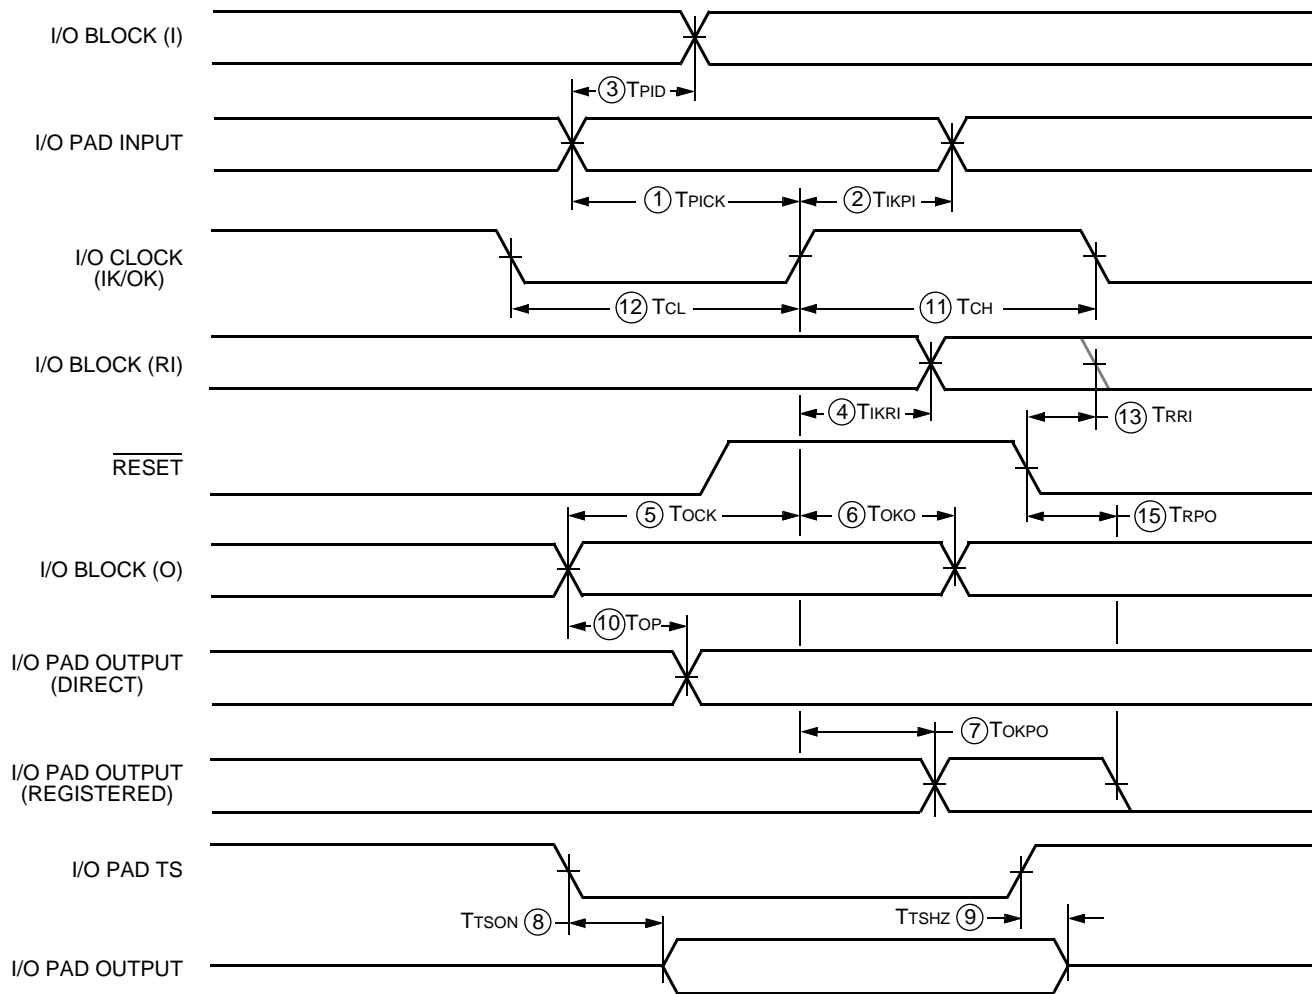 I/O BLOCK (I)
3 TPID
I/O PAD INPUT
1 TPICK
2 TIKPI
I/O CLOCK
(IK/OK)
12 TCL
11 TCH
I/O BLOCK (RI)
4 TIKRI
13 TRRI
RESET
5 TOCK
6 TOKO
15 TRPO
I/O BLOCK (O)
10 TOP
I/O PAD OUTPUT
(DIRECT)
7 TOKPO
I/O PAD OUTPUT
(REGISTERED)
I/O PAD TS
TTSON 8
TTSHZ 9
I/O PAD OUTPUT